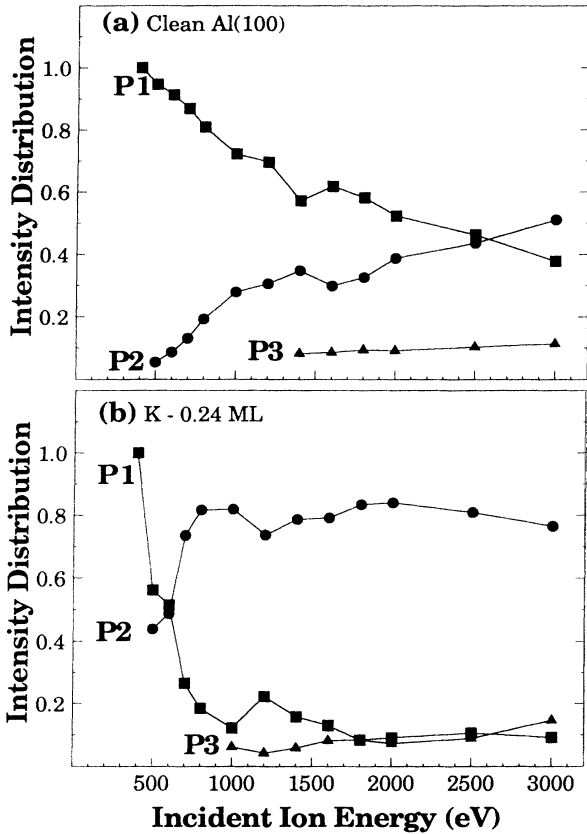 (a) Clean Al(100)
Intensity Distribution
1.0
0.8
0.6
0.4
0.2
P1
P2
P3
(b) K - 0.24 ML
Intensity Distribution
1.0
0.8
0.6
0.4
0.2
P1
P2
P3
500 1000 1500 2000 2500 3000
Incident Ion Energy (eV)